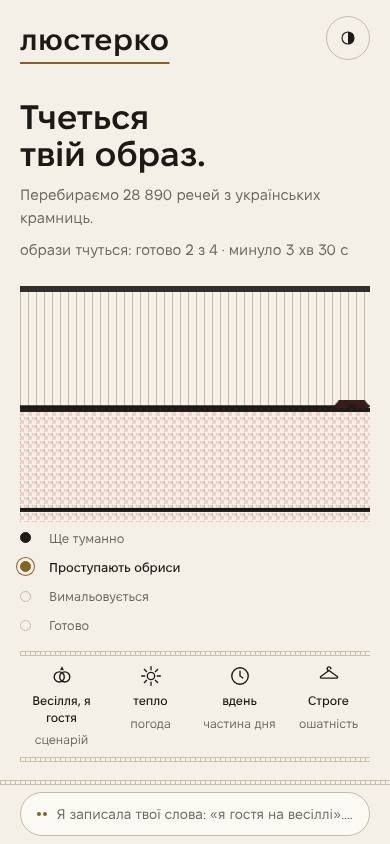 люстерко
Тчеться
твій образ.
Перебираємо 28 890 речей з українських
крамниць.
образи тчуться: готово 2 з 4 · минуло 3 хв 30 с
Ще туманно
Проступають обриси
Вимальовується
Готово
Весілля, я
гостя
сценарій
тепло
погода
вдень
частина дня
Строге
ошатність
Я записала твої слова: «я гостя на весіллі»....